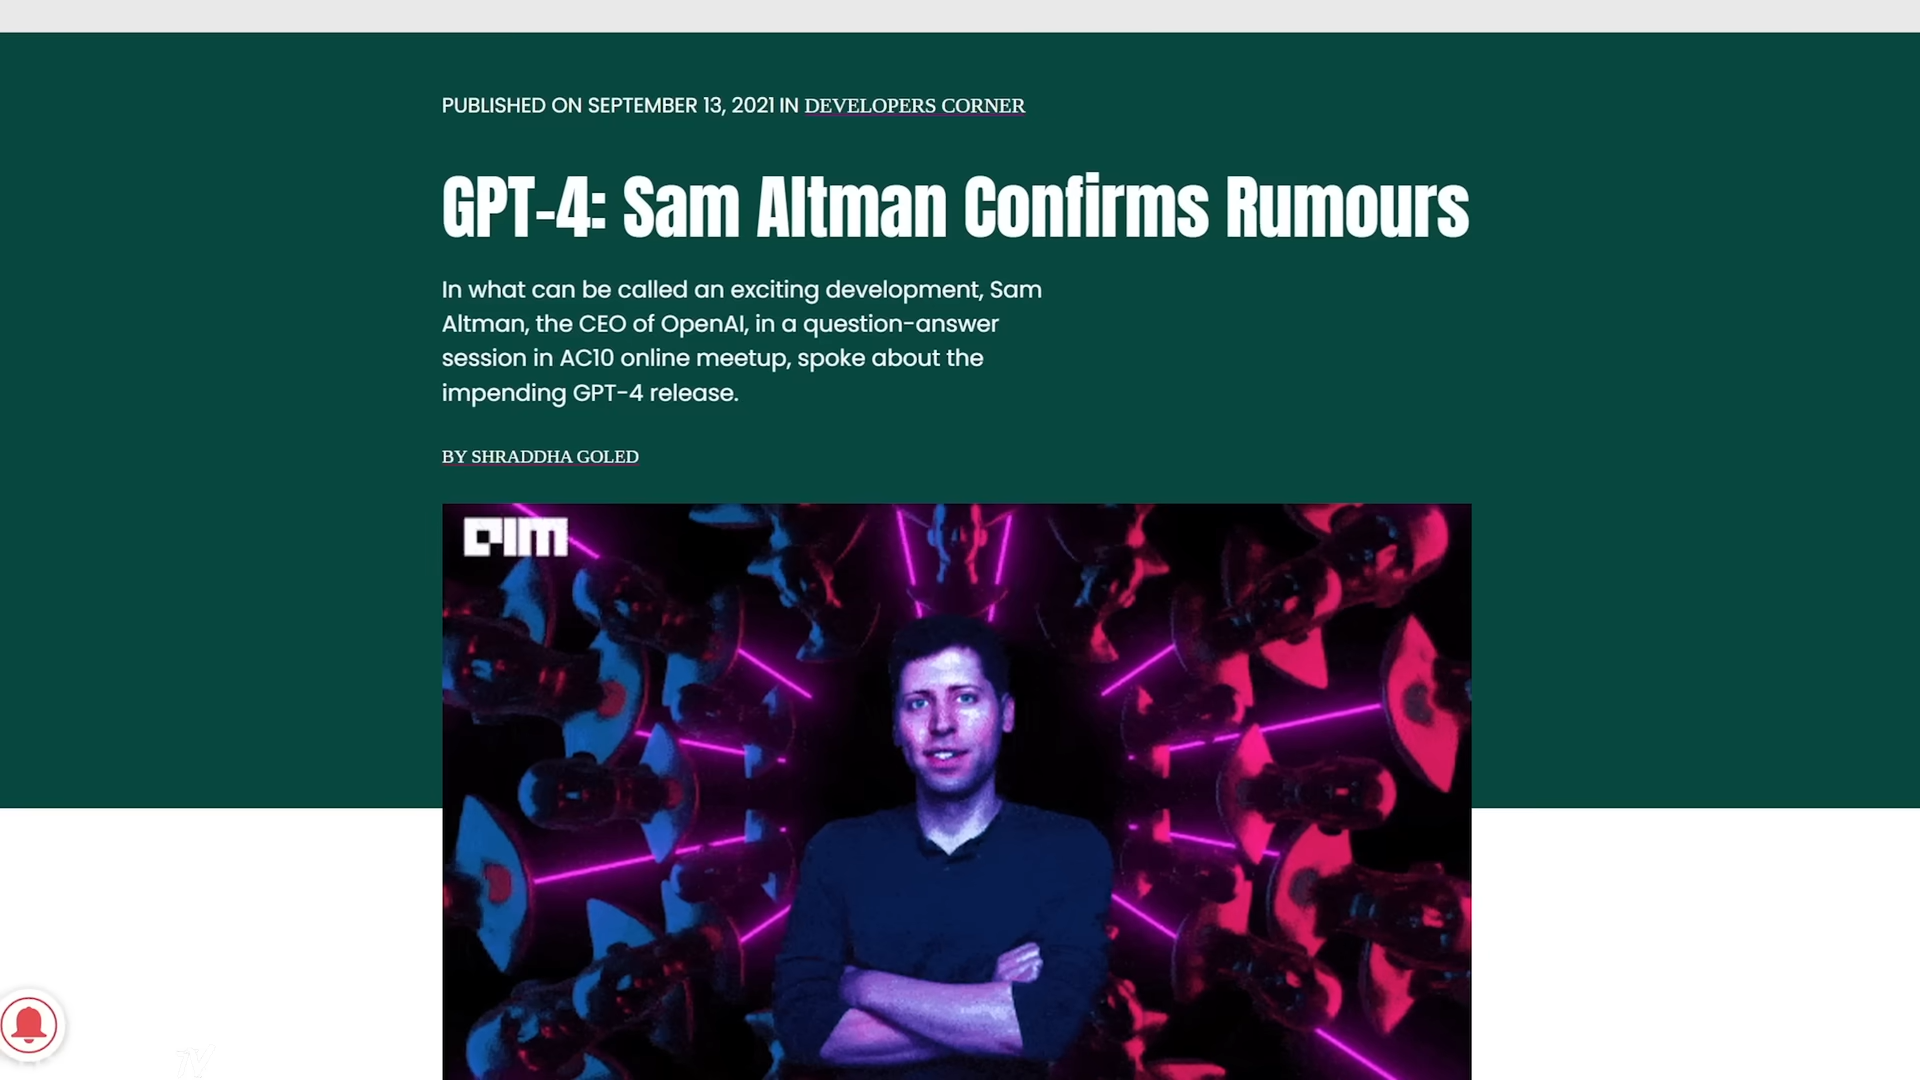 PUBLISHED ON SEPTEMBER 13, 2021 IN DEVELOPERS CORNER
GPT-4: Sam Altman Confirms Rumours
In what can be called an exciting development, Sam
Altman, the CEO of OpenAI, in a question-answer
session in AC10 online meetup, spoke about the
impending GPT-4 release.
BY SHRADDHA GOLED
aim
TV